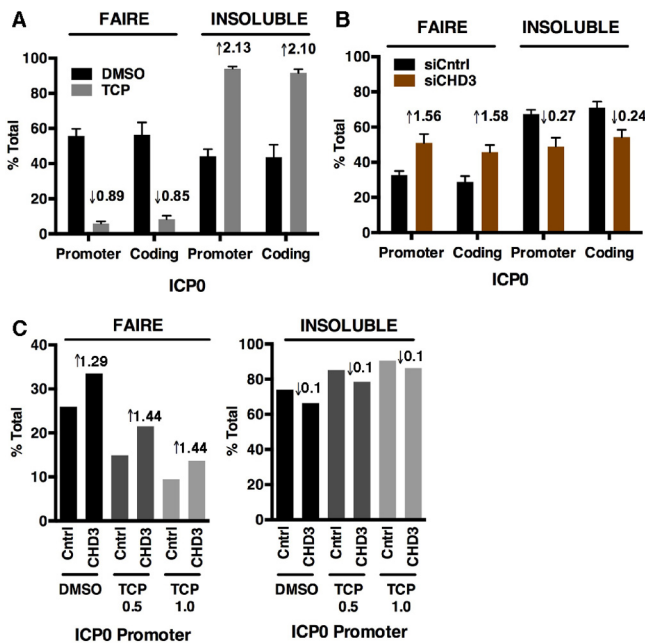 A
FAIRE INSOLUBLE
% Total
100
80
60
40
20
0
DMSO
TCP
↓0.89
↓0.85
↑2.13
↑2.10
Promoter Coding Promoter Coding
ICP0
B
FAIRE INSOLUBLE
% Total
100
80
60
40
20
0
siCntrl
siCHD3
↑1.56
↑1.58
↓0.27
↓0.24
Promoter Coding Promoter Coding
ICP0
C
FAIRE
% Total
40
30
20
10
0
↑1.29
↑1.44
↑1.44
Cntrl CHD3 Cntrl CHD3 Cntrl CHD3
DMSO TCP TCP
0.5 1.0
ICP0 Promoter
INSOLUBLE
% Total
100
80
60
40
20
0
↓0.1
↓0.1
↓0.1
Cntrl CHD3 Cntrl CHD3 Cntrl CHD3
DMSO TCP TCP
0.5 1.0
ICP0 Promoter